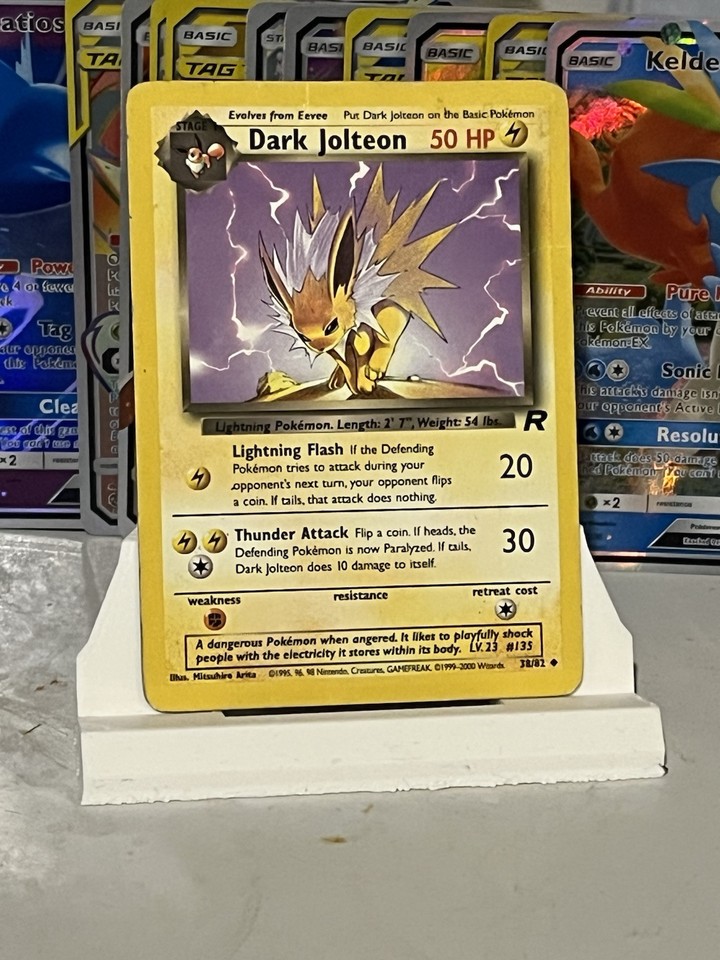 BASIC
BASIC
TAG
BASIC
BASIC
BASIC
BASIC
BASIC
Evolves from Eevee Put Dark Jolteon on the Basic Pokémon
STAGE
Dark Jolteon 50 HP
Lightning Pokémon. Length: 2' 7", Weight: 54 lbs.
R
Lightning Flash If the Defending
Pokémon tries to attack during your
opponent's next turn, your opponent flips
a coin. If tails, that attack does nothing.
20
Thunder Attack Flip a coin. If heads, the
Defending Pokémon is now Paralyzed. If tails,
Dark Jolteon does 10 damage to itself.
30
weakness resistance retreat cost
A dangerous Pokémon when angered. It likes to playfully shock
people with the electricity it stores within its body. LV. 23 #135
Illus. Mitsuhiro Arita ©1995, 96, 98 Nintendo, Creatures, GAMEFREAK. ©1999-2000 Wizards. 38/82
Tag
×2
Ability
Pokémon-EX.
Sonic
×2
resistance